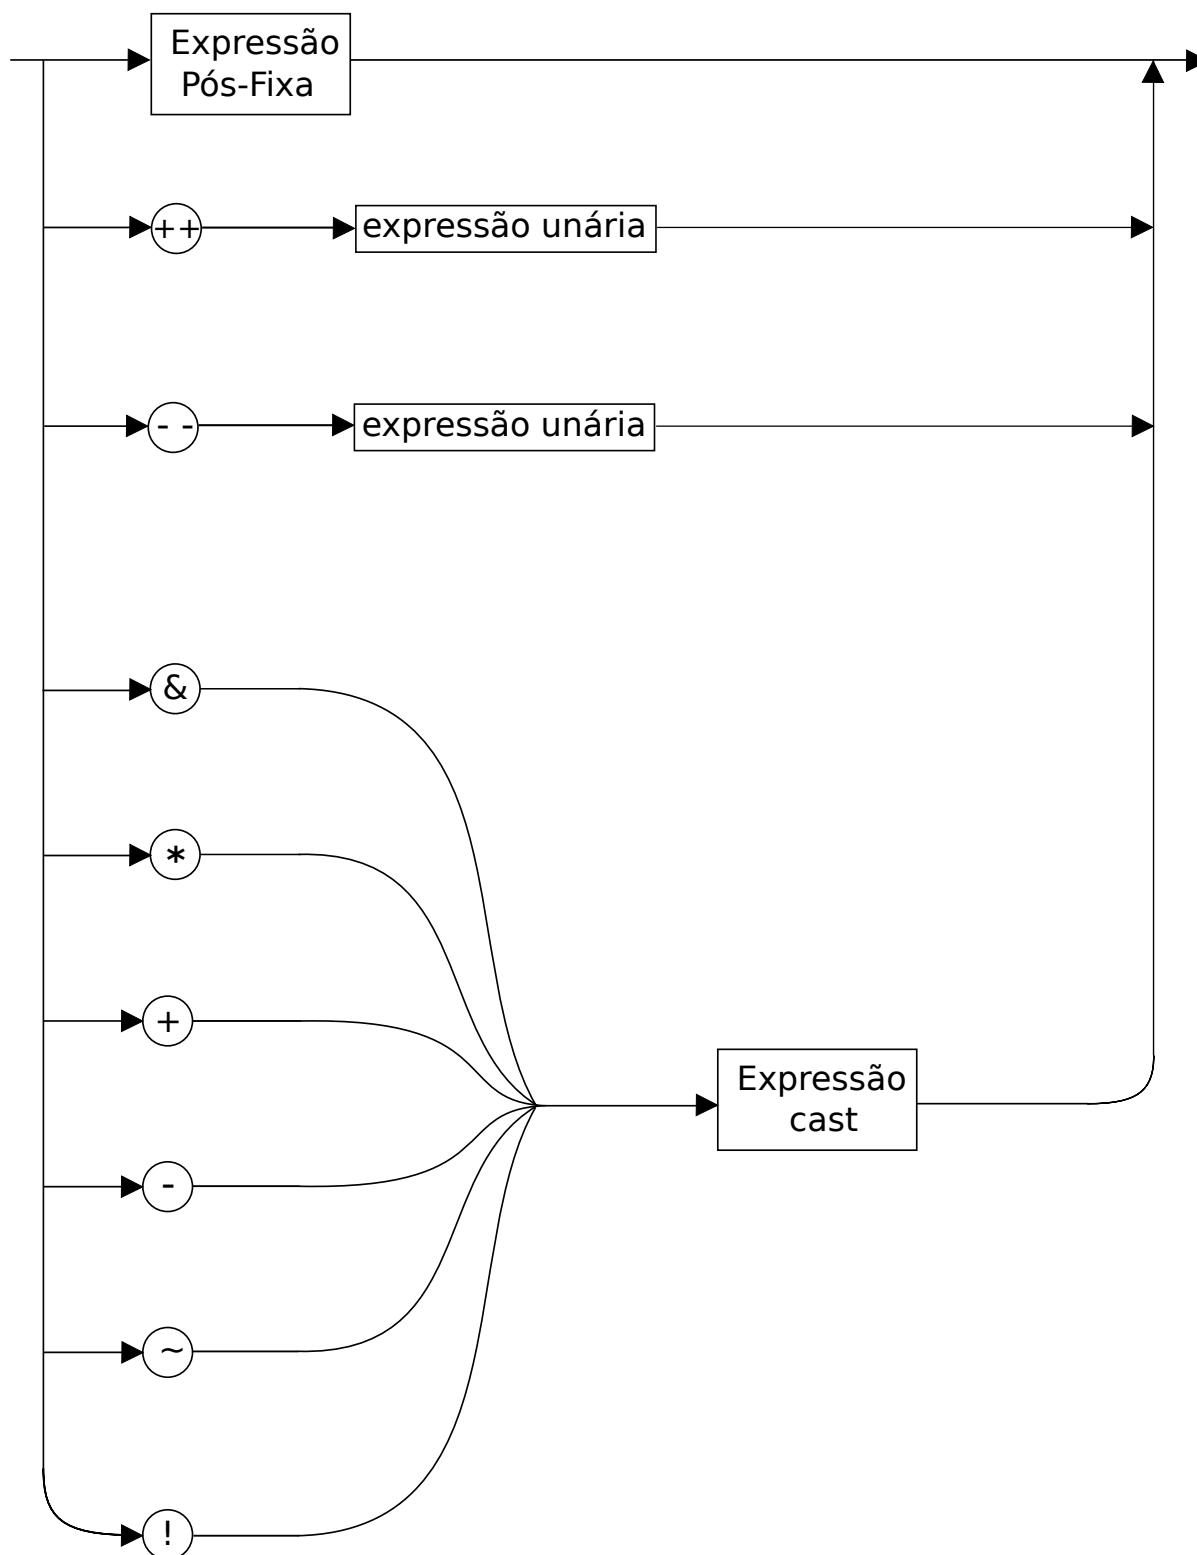 Expressão
Pós-Fixa
++
expressão unária
- -
expressão unária
&
*
+
Expressão
cast
-
~
!